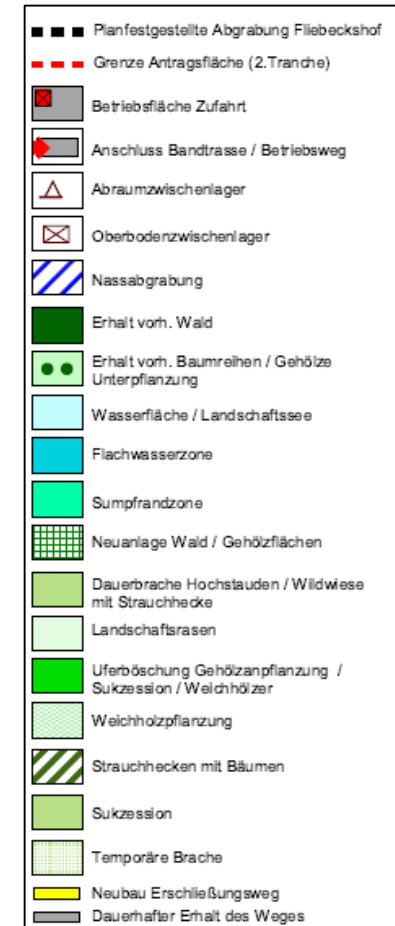 Planfestgestellte Abgrabung Fliebeckshof
Grenze Antragsfläche (2.Tranche)
Betriebsfläche Zufahrt
Anschluss Bandtrasse / Betriebsweg
Abraumzwischenlager
Oberbodenzwischenlager
Nassabgrabung
Erhalt vorh. Wald
Erhalt vorh. Baumreihen / Gehölze
Unterpflanzung
Wasserfläche / Landschaftssee
Flachwasserzone
Sumpfrandzone
Neuanlage Wald / Gehölzflächen
Dauerbrache Hochstauden / Wildwiese
mit Strauchhecke
Landschaftsrasen
Uferböschung Gehölzanpflanzung /
Sukzession / Weichhölzer
Weichholzpflanzung
Strauchhecken mit Bäumen
Sukzession
Temporäre Brache
Neubau Erschließungsweg
Dauerhafter Erhalt des Weges